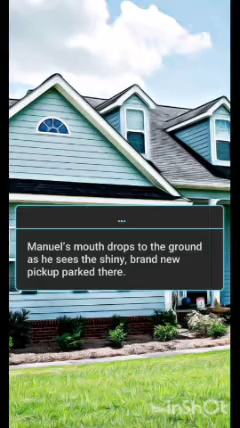 ...
Manuel's mouth drops to the ground
as he sees the shiny, brand new
pickup parked there.
inShOt